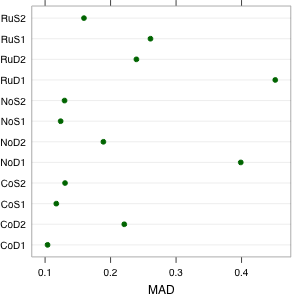 RuS2
RuS1
RuD2
RuD1
NoS2
NoS1
NoD2
NoD1
CoS2
CoS1
CoD2
CoD1
0.1 0.2 0.3 0.4
MAD